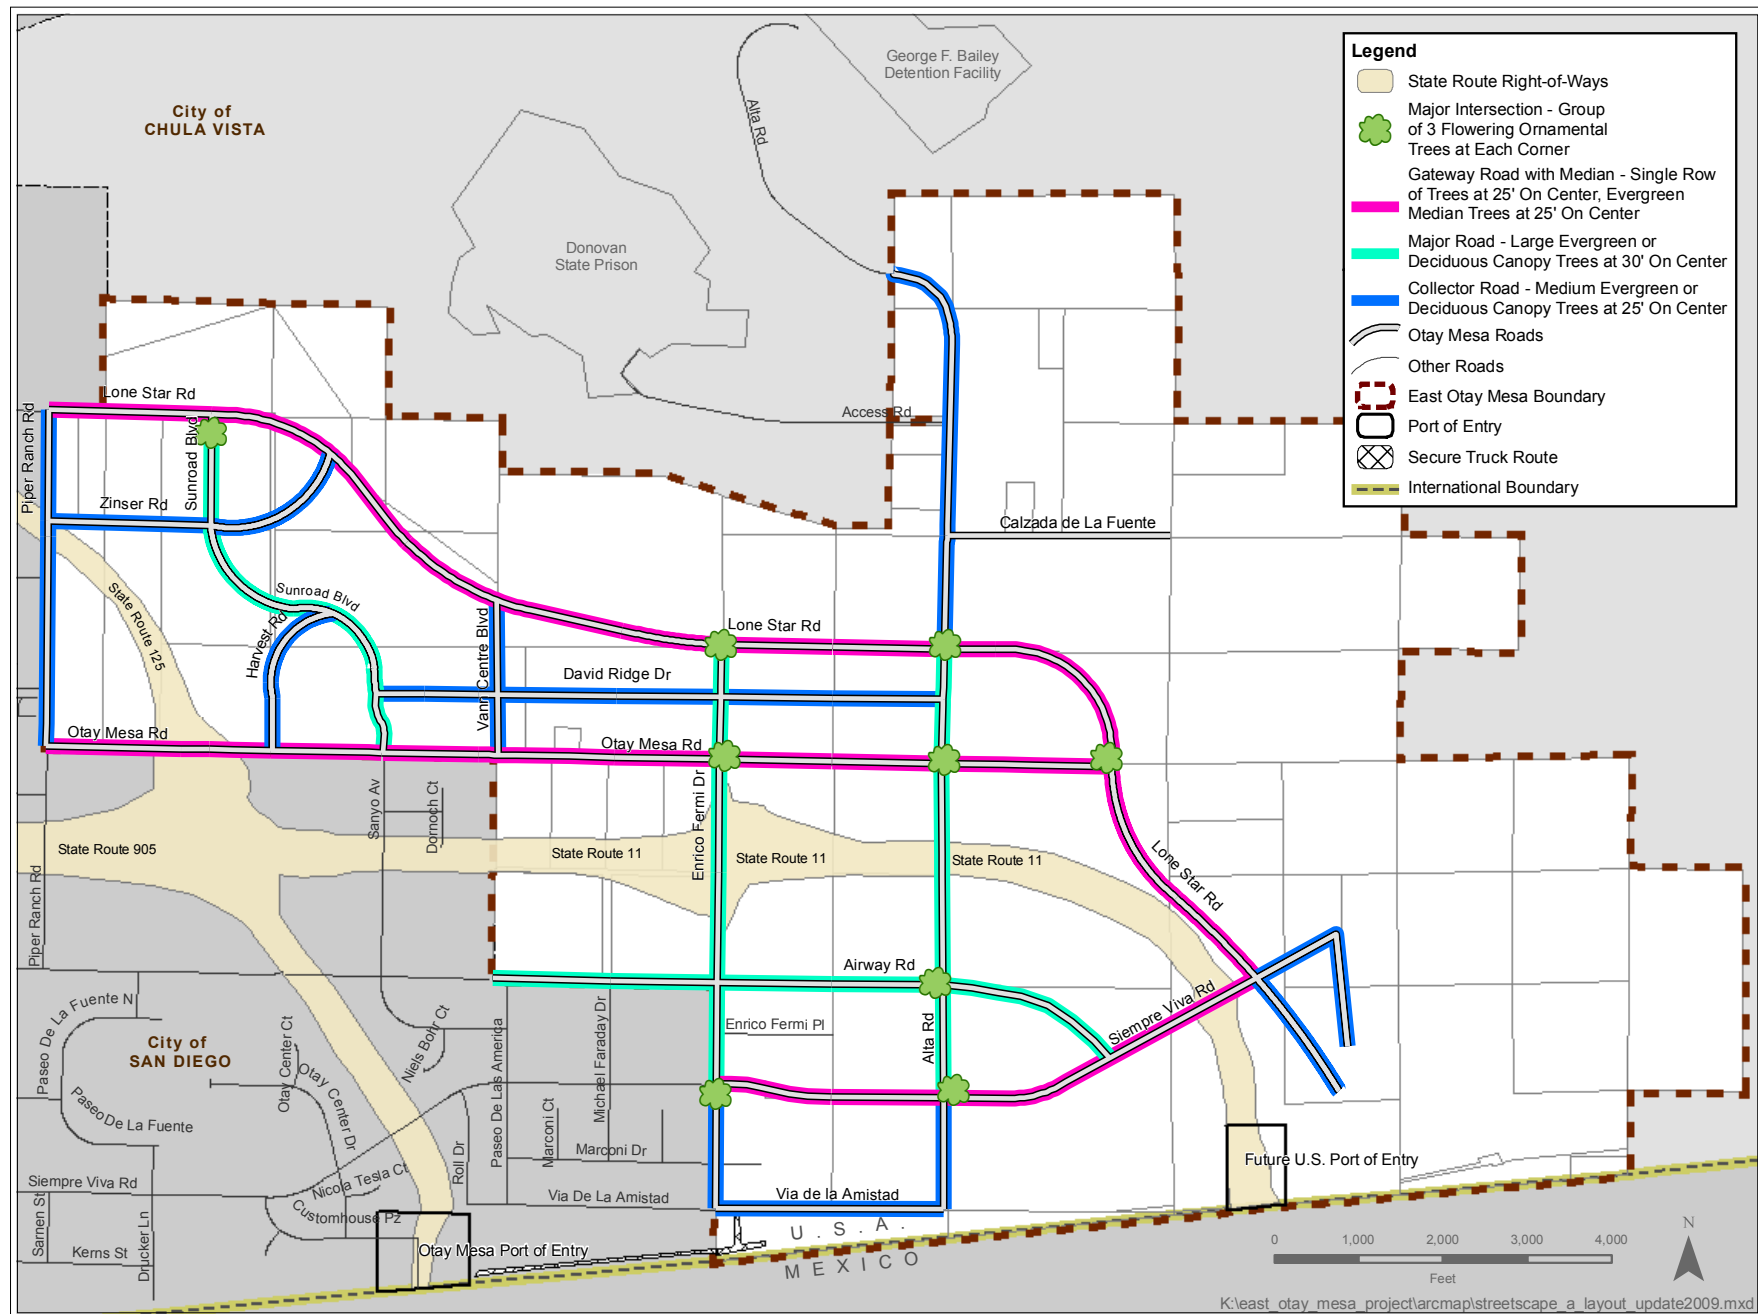 George F. Bailey
Detention Facility
City of
CHULA VISTA
Alta Rd
Donovan
State Prison
Legend
State Route Right-of-Ways
Major Intersection - Group
of 3 Flowering Ornamental
Trees at Each Corner
Gateway Road with Median - Single Row
of Trees at 25' On Center, Evergreen
Median Trees at 25' On Center
Major Road - Large Evergreen or
Deciduous Canopy Trees at 30' On Center
Collector Road - Medium Evergreen or
Deciduous Canopy Trees at 25' On Center
Otay Mesa Roads
Other Roads
East Otay Mesa Boundary
Port of Entry
Secure Truck Route
International Boundary
Lone Star Rd
Access Rd
Piper Ranch Rd
Sunroad Blvd
Zinser Rd
Calzada de La Fuente
State Route 125
Sunroad Blvd
Harvest Rd
Vann Centre Blvd
Lone Star Rd
David Ridge Dr
Otay Mesa Rd
Otay Mesa Rd
Enrico Fermi Dr
Sanyo Av
Dornoch Ct
State Route 905
State Route 11
State Route 11
State Route 11
Lone Star Rd
Piper Ranch Rd
Airway Rd
Siempre Viva Rd
Alta Rd
Enrico Fermi Pl
Paseo De La Fuente N
City of
SAN DIEGO
Paseo De La Fuente
Otay Center Ct
Otay Center Dr
Niels Bohr Ct
Paseo De Las America
Michael Faraday Dr
Marconi Ct
Marconi Dr
Roll Dr
Siempre Viva Rd
Nicola Tesla Ct
Customhouse Pz
Via De La Amistad
Via de la Amistad
Future U.S. Port of Entry
Sarnen St
Kerns St
Drucker Ln
Otay Mesa Port of Entry
U.S.A.
MEXICO
N
0 1,000 2,000 3,000 4,000
Feet
K:\east_otay_mesa_project\arcmap\streetscape_a_layout_update2009.mxd